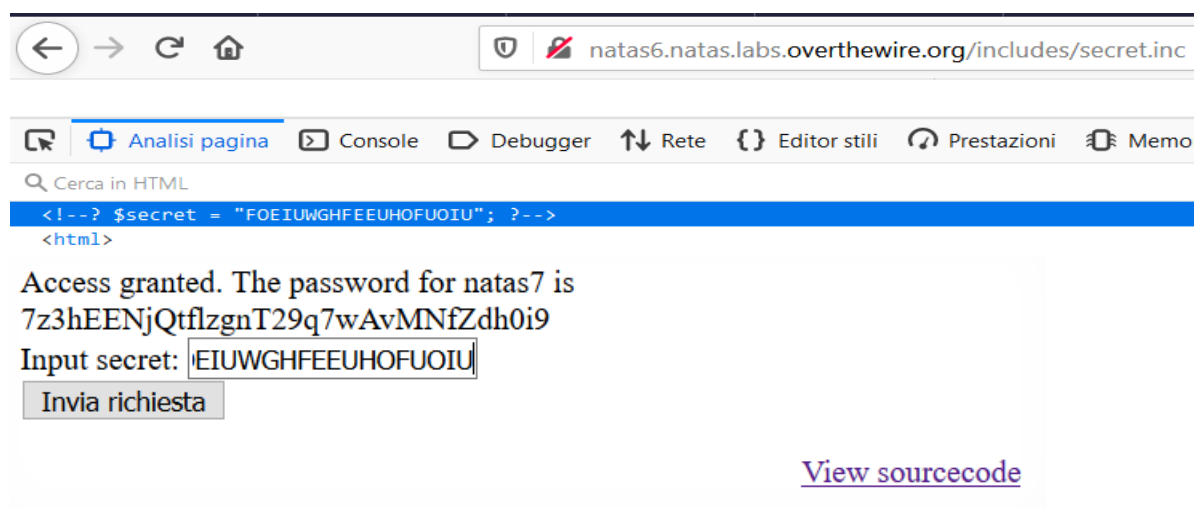 natas6.natas.labs.overthewire.org/includes/secret.inc
Analisi pagina Console Debugger Rete Editor stili Prestazioni Memo
Cerca in HTML
<!--? $secret = "FOEIUWGHFEEUHOFUOIU"; ?-->
<html>
Access granted. The password for natas7 is
7z3hEENjQtflzgnT29q7wAvMNfZdh0i9
Input secret: EIUWGHFEEUHOFUOIU
Invia richiesta
View sourcecode